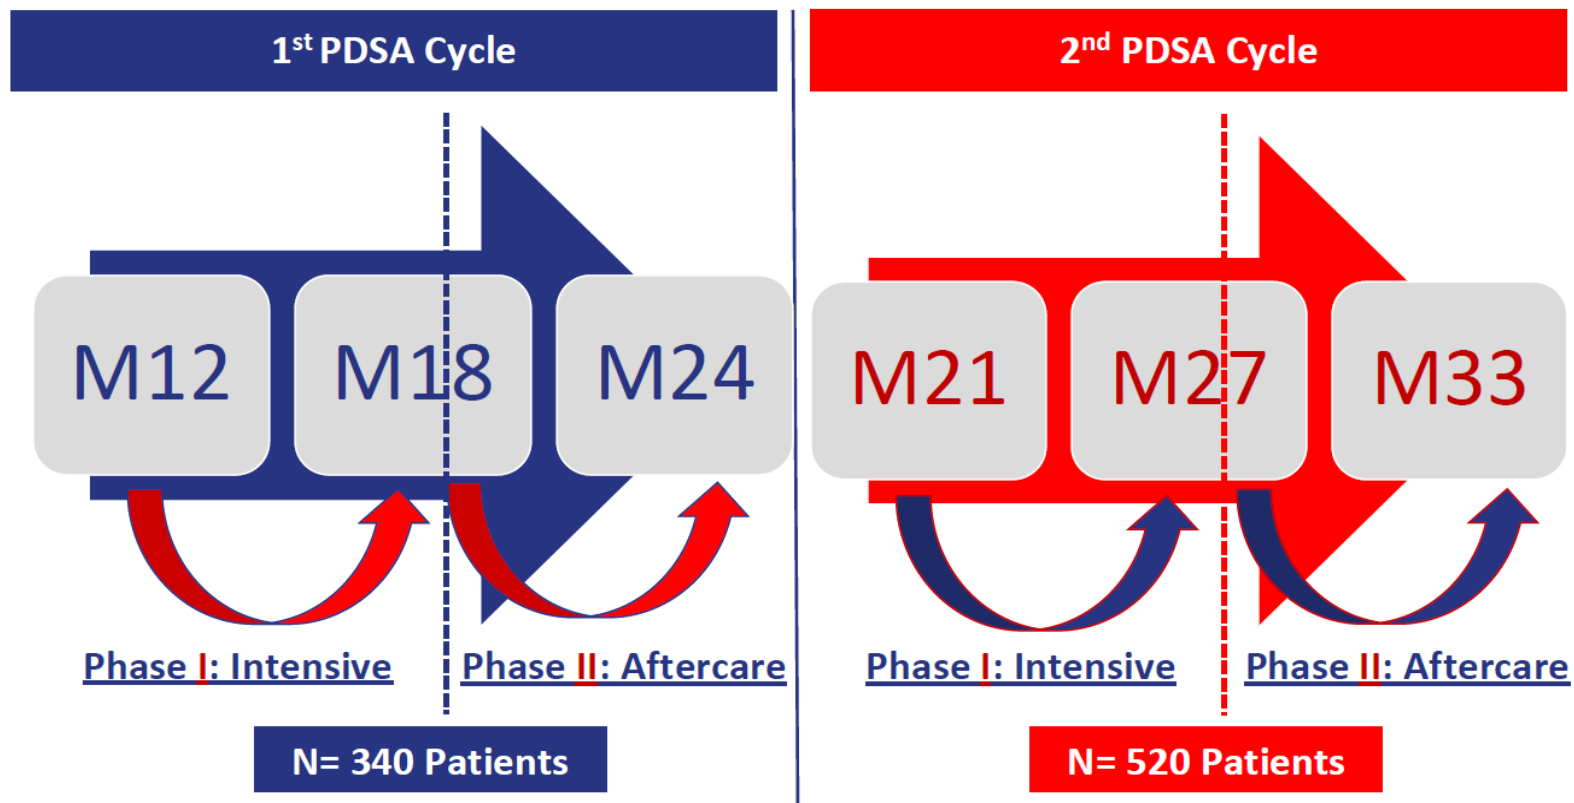 1st PDSA Cycle
M12
M18
M24
Phase I: Intensive
Phase II: Aftercare
N= 340 Patients
2nd PDSA Cycle
M21
M27
M33
Phase I: Intensive
Phase II: Aftercare
N= 520 Patients